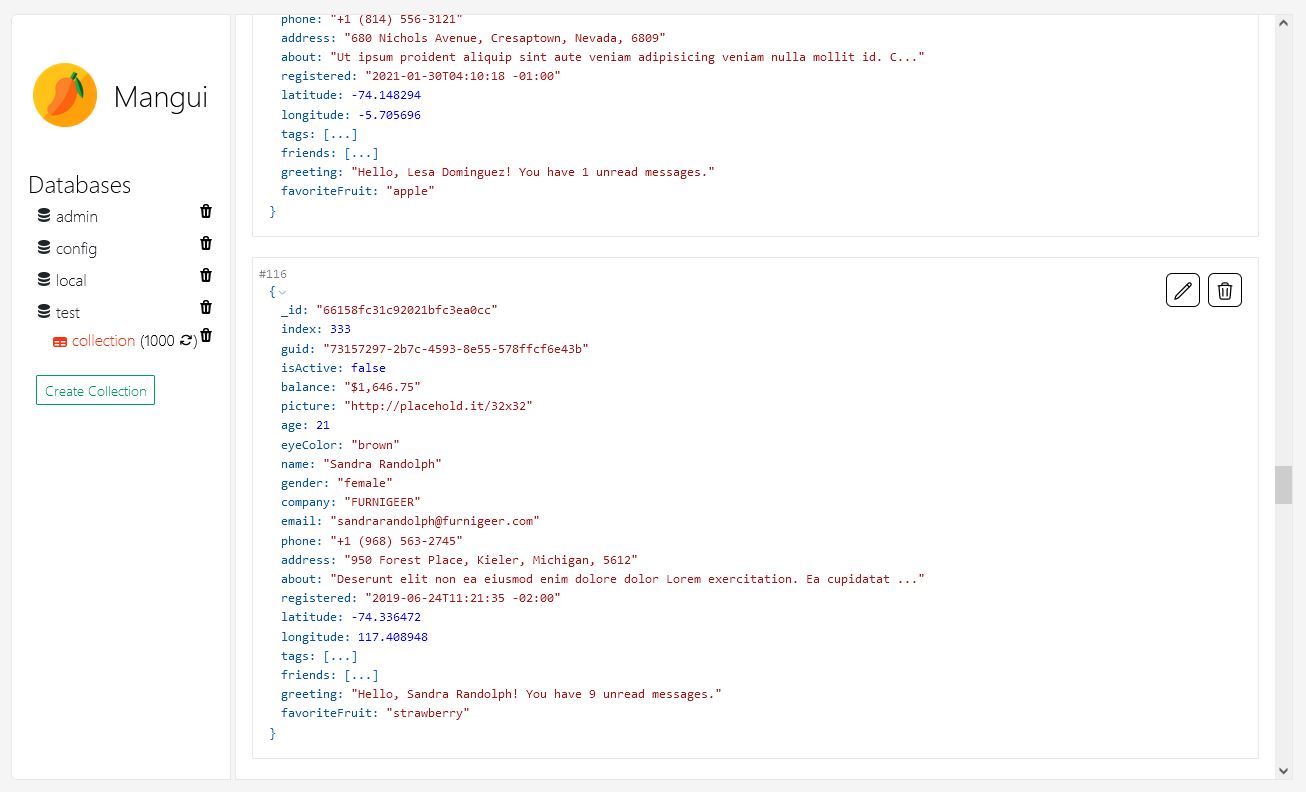 Mangui
Databases
admin
config
local
test
collection (1000 )
Create Collection
phone: "+1 (814) 556-3121"
address: "680 Nichols Avenue, Cresaptown, Nevada, 6809"
about: "Ut ipsum proident aliquip sint aute veniam adipisicing veniam nulla mollit id. C..."
registered: "2021-01-30T04:10:18 -01:00"
latitude: -74.148294
longitude: -5.705696
tags: [...]
friends: [...]
greeting: "Hello, Lesa Dominguez! You have 1 unread messages."
favoriteFruit: "apple"
}
#116
{
_id: "66158fc31c92021bfc3ea0cc"
index: 333
guid: "73157297-2b7c-4593-8e55-578ffcf6e43b"
isActive: false
balance: "$1,646.75"
picture: "http://placehold.it/32x32"
age: 21
eyeColor: "brown"
name: "Sandra Randolph"
gender: "female"
company: "FURNIGEER"
email: "sandrarandolph@furnigeer.com"
phone: "+1 (968) 563-2745"
address: "950 Forest Place, Kieler, Michigan, 5612"
about: "Deserunt elit non ea eiusmod enim dolore dolor Lorem exercitation. Ea cupidatat ..."
registered: "2019-06-24T11:21:35 -02:00"
latitude: -74.336472
longitude: 117.408948
tags: [...]
friends: [...]
greeting: "Hello, Sandra Randolph! You have 9 unread messages."
favoriteFruit: "strawberry"
}